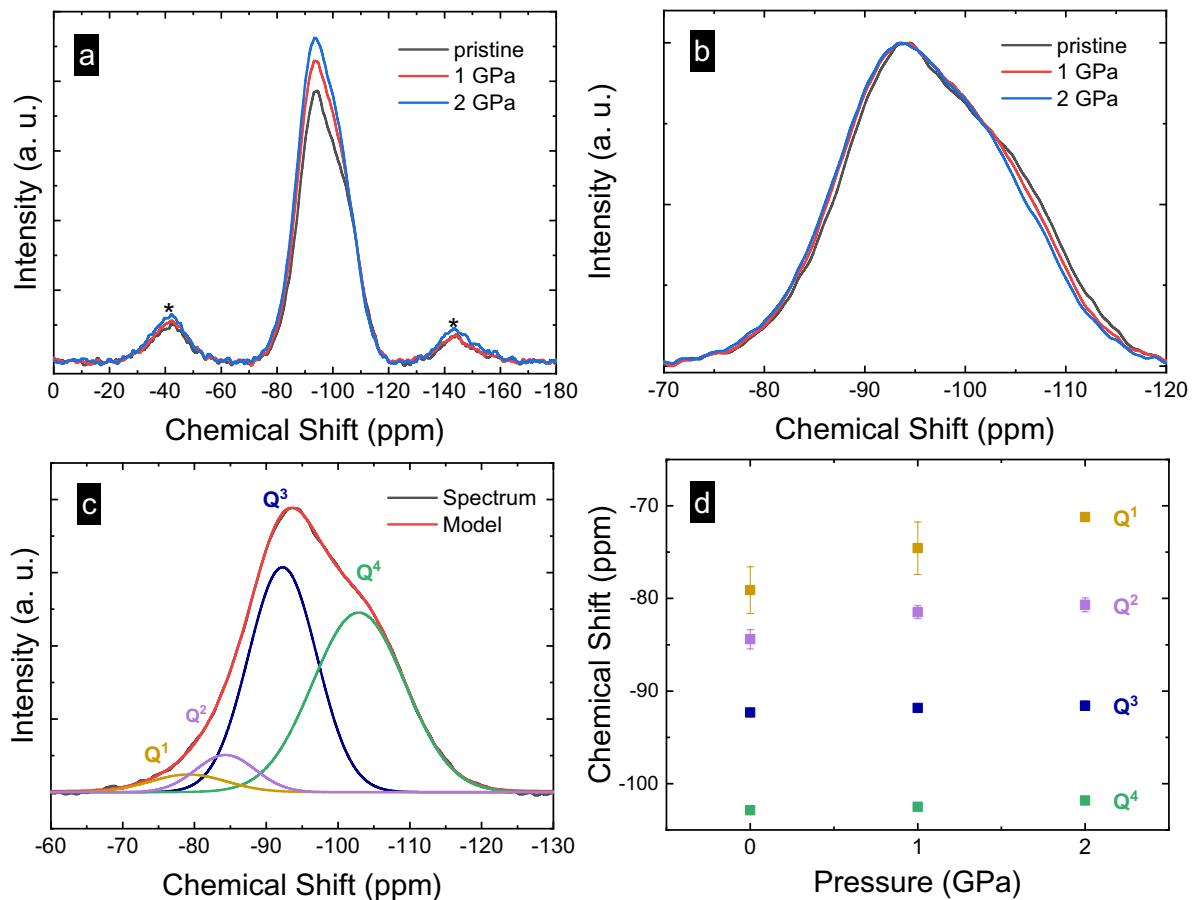 a
pristine
1 GPa
2 GPa
*
*
Intensity (a. u.)
0 -20 -40 -60 -80 -100 -120 -140 -160 -180
Chemical Shift (ppm)
b
pristine
1 GPa
2 GPa
Intensity (a. u.)
-70 -80 -90 -100 -110 -120
Chemical Shift (ppm)
c
Q³
Spectrum
Model
Q⁴
Q²
Q¹
Intensity (a. u.)
-60 -70 -80 -90 -100 -110 -120 -130
Chemical Shift (ppm)
d
-70
-80
-90
-100
Q¹
Q²
Q³
Q⁴
Chemical Shift (ppm)
0 1 2
Pressure (GPa)